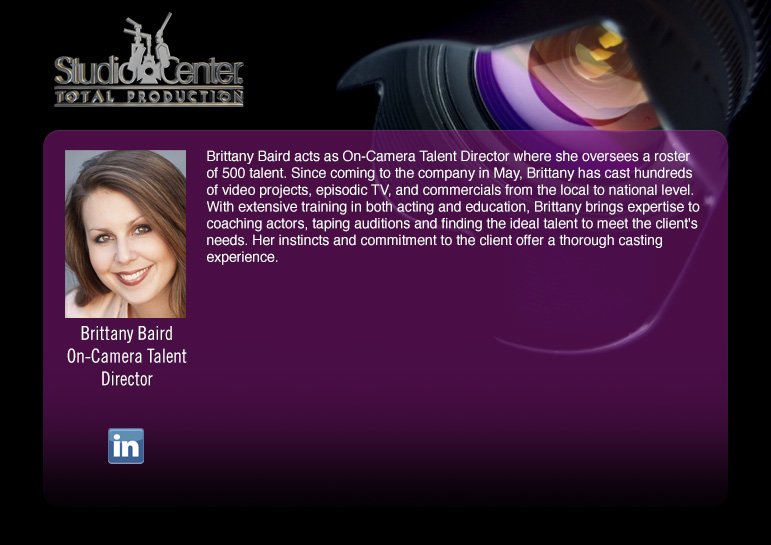 Studio Center
TOTAL PRODUCTION
Brittany Baird acts as On-Camera Talent Director where she oversees a roster
of 500 talent. Since coming to the company in May, Brittany has cast hundreds
of video projects, episodic TV, and commercials from the local to national level.
With extensive training in both acting and education, Brittany brings expertise to
coaching actors, taping auditions and finding the ideal talent to meet the client's
needs. Her instincts and commitment to the client offer a thorough casting
experience.
Brittany Baird
On-Camera Talent
Director
in